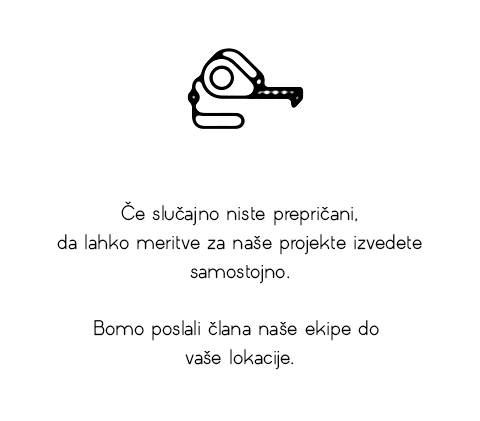 Če slučajno niste prepričani,
da lahko meritve za naše projekte izvedete
samostojno.
Bomo poslali člana naše ekipe do
vaše lokacije.